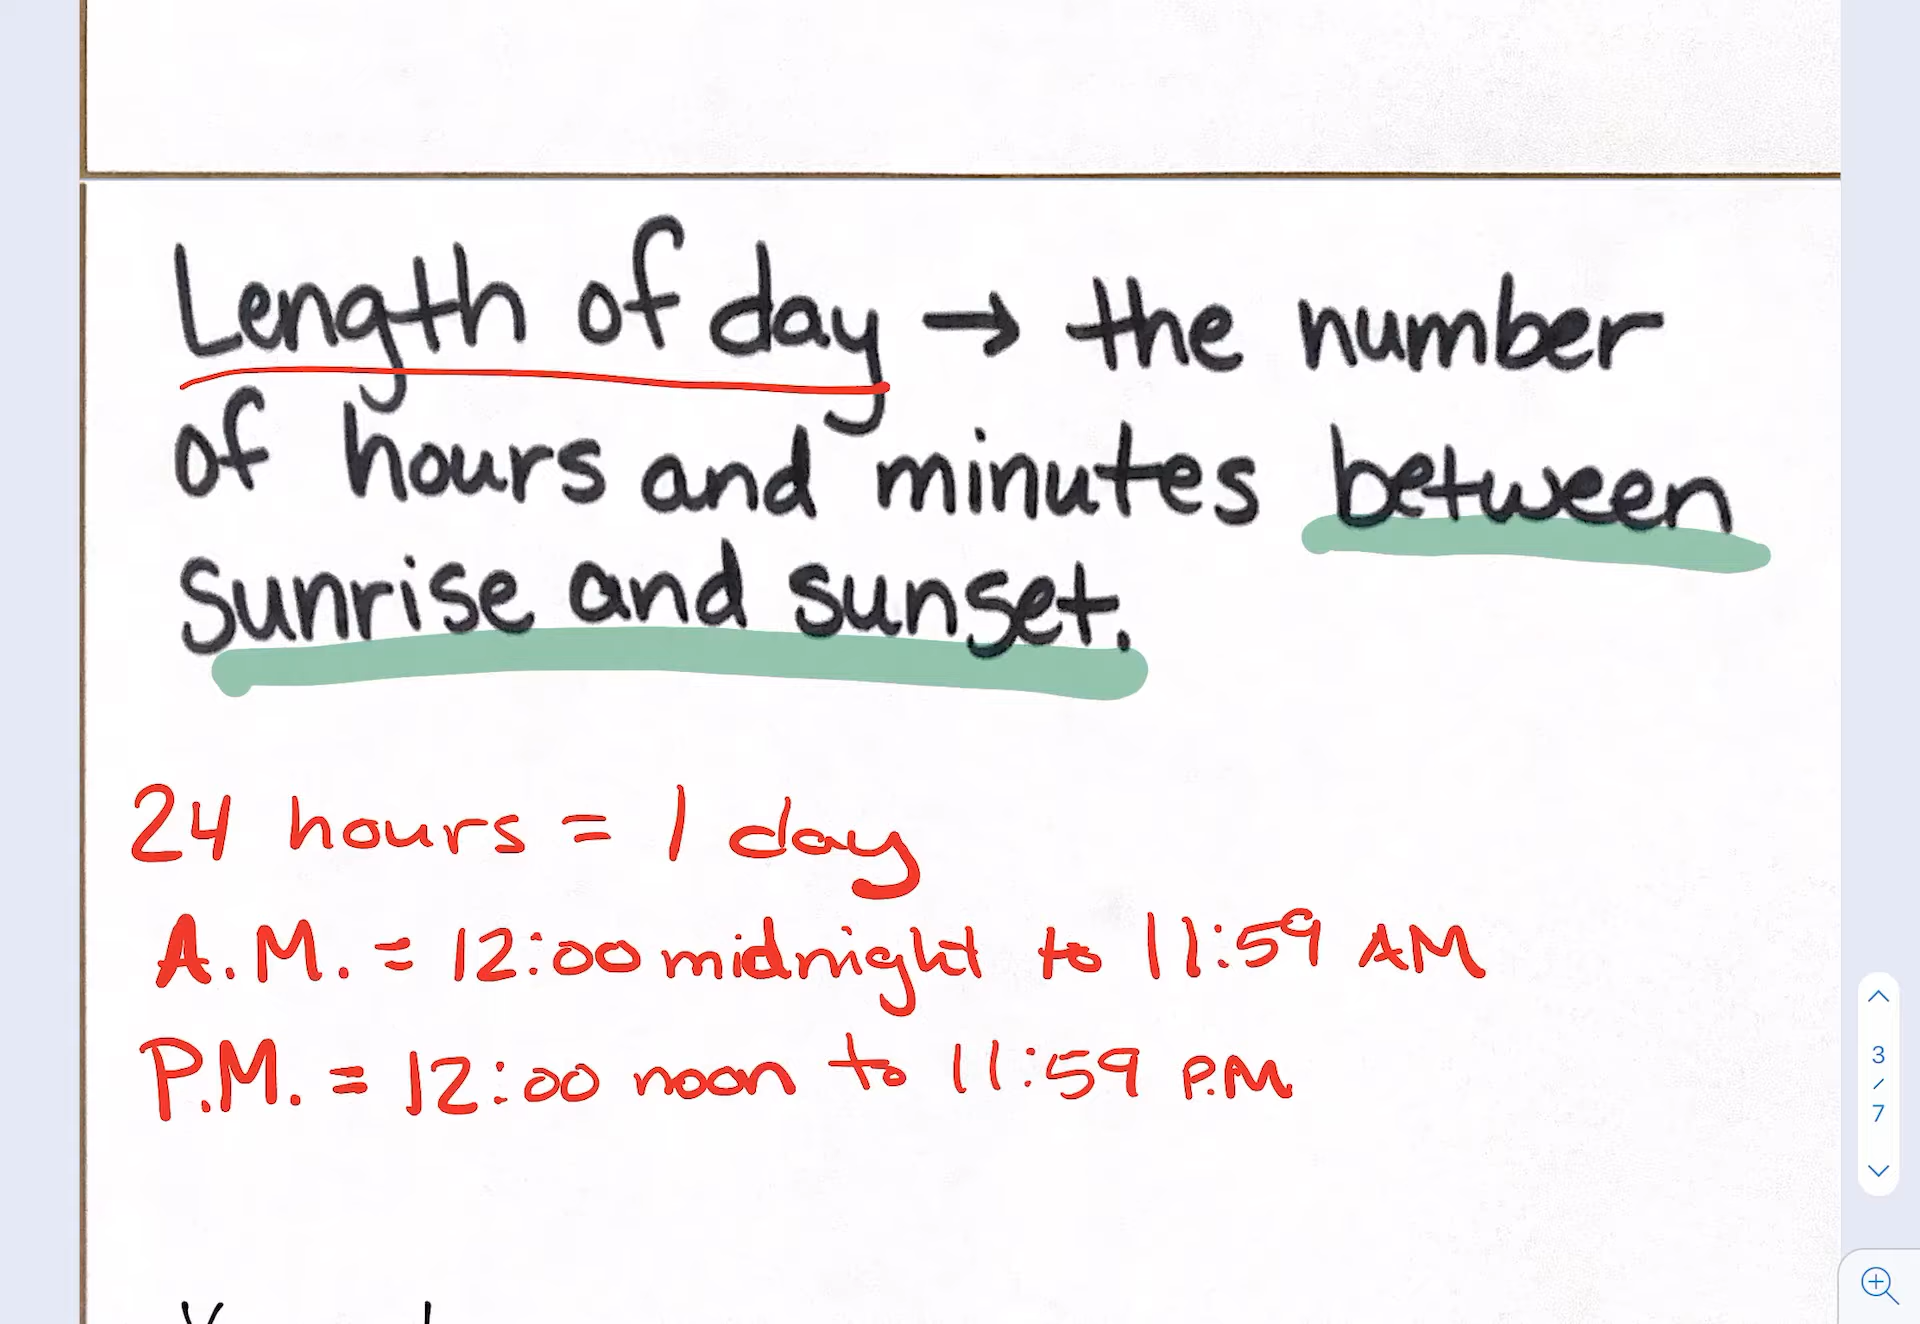 Length of day → the number
of hours and minutes between
sunrise and sunset.
24 hours = 1 day
A.M. = 12:00 midnight to 11:59 AM
P.M. = 12:00 noon to 11:59 P.M
3
/
7